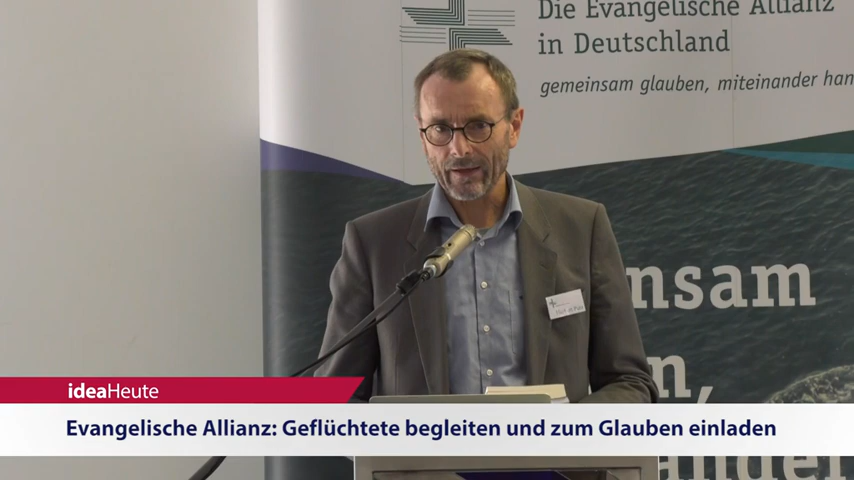 Die Evangelische Allianz
in Deutschland
gemeinsam glauben, miteinander han
nsam
n,
ander
ideaHeute
Evangelische Allianz: Geflüchtete begleiten und zum Glauben einladen